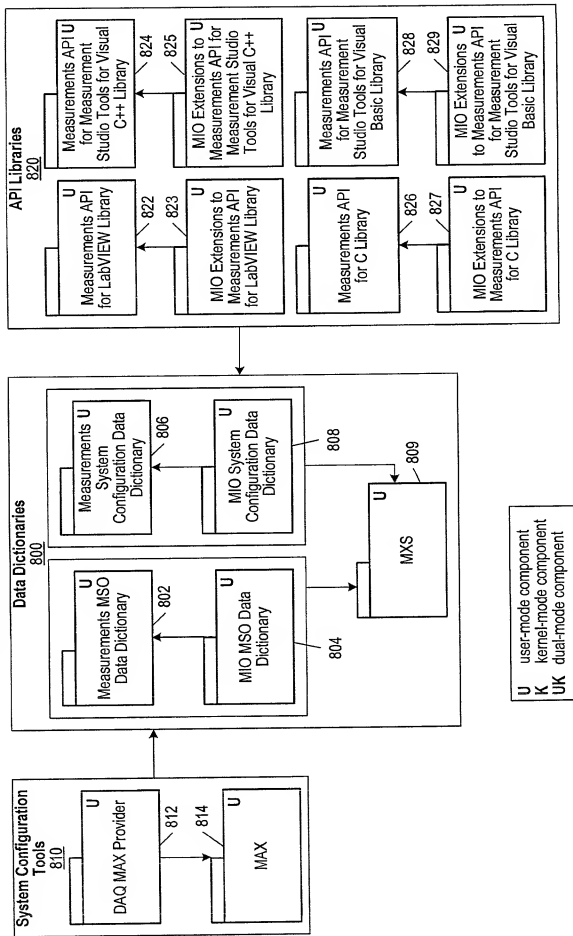 System Configuration
Tools
810
U
DAQ MAX Provider
812
814
U
MAX
Data Dictionaries
800
U
Measurements MSO
Data Dictionary
802
U
MIO MSO Data
Dictionary
804
Measurements U
System
Configuration Data
Dictionary
806
U
MIO System
Configuration Data
Dictionary
808
809
U
MXS
API Libraries
820
U
Measurements API
for LabVIEW Library
822
823
U
MIO Extensions to
Measurements API
for LabVIEW Library
Measurements API U
for Measurement
Studio Tools for Visual
C++ Library
824
825
U
MIO Extensions to
Measurements API for
Measurement Studio
Tools for Visual C++
Library
U
Measurements API
for C Library
826
827
U
MIO Extensions to
Measurements API
for C Library
U
Measurements API
for Measurement
Studio Tools for Visual
Basic Library
828
829
MIO Extensions U
to Measurements API
for Measurement
Studio Tools for Visual
Basic Library
U user-mode component
K kernel-mode component
UK dual-mode component